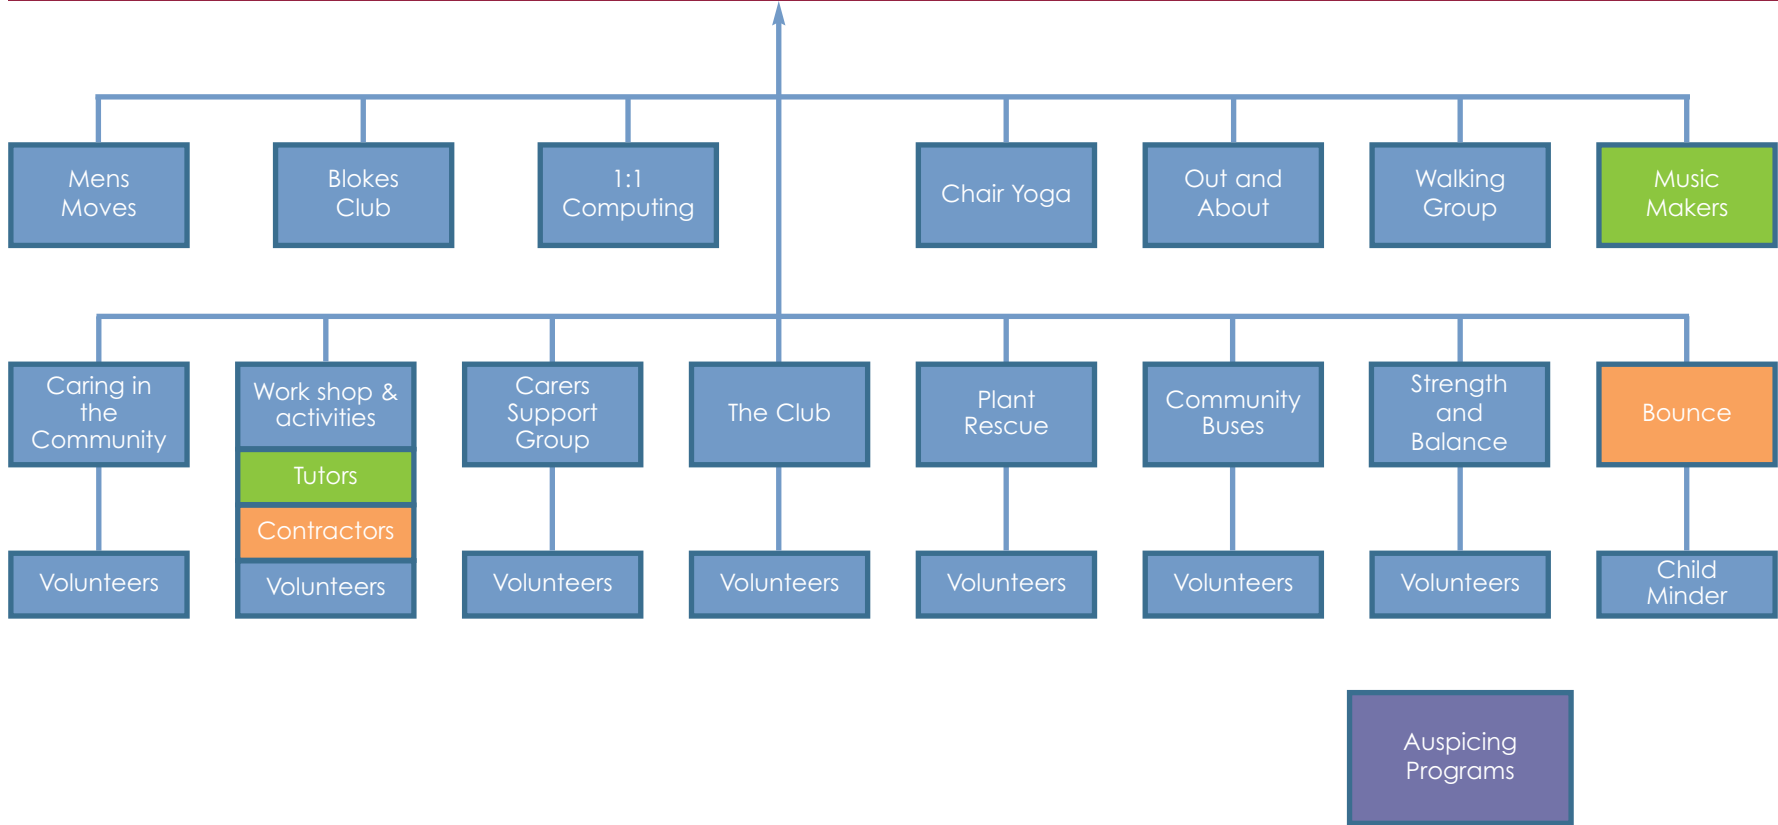 Mens
Moves
Blokes
Club
1:1
Computing
Chair Yoga
Out and
About
Walking
Group
Music
Makers
Caring in
the
Community
Work shop &
activities
Tutors
Contractors
Volunteers
Carers
Support
Group
The Club
Plant
Rescue
Community
Buses
Strength
and
Balance
Bounce
Volunteers
Volunteers
Volunteers
Volunteers
Volunteers
Volunteers
Child
Minder
Auspicing
Programs